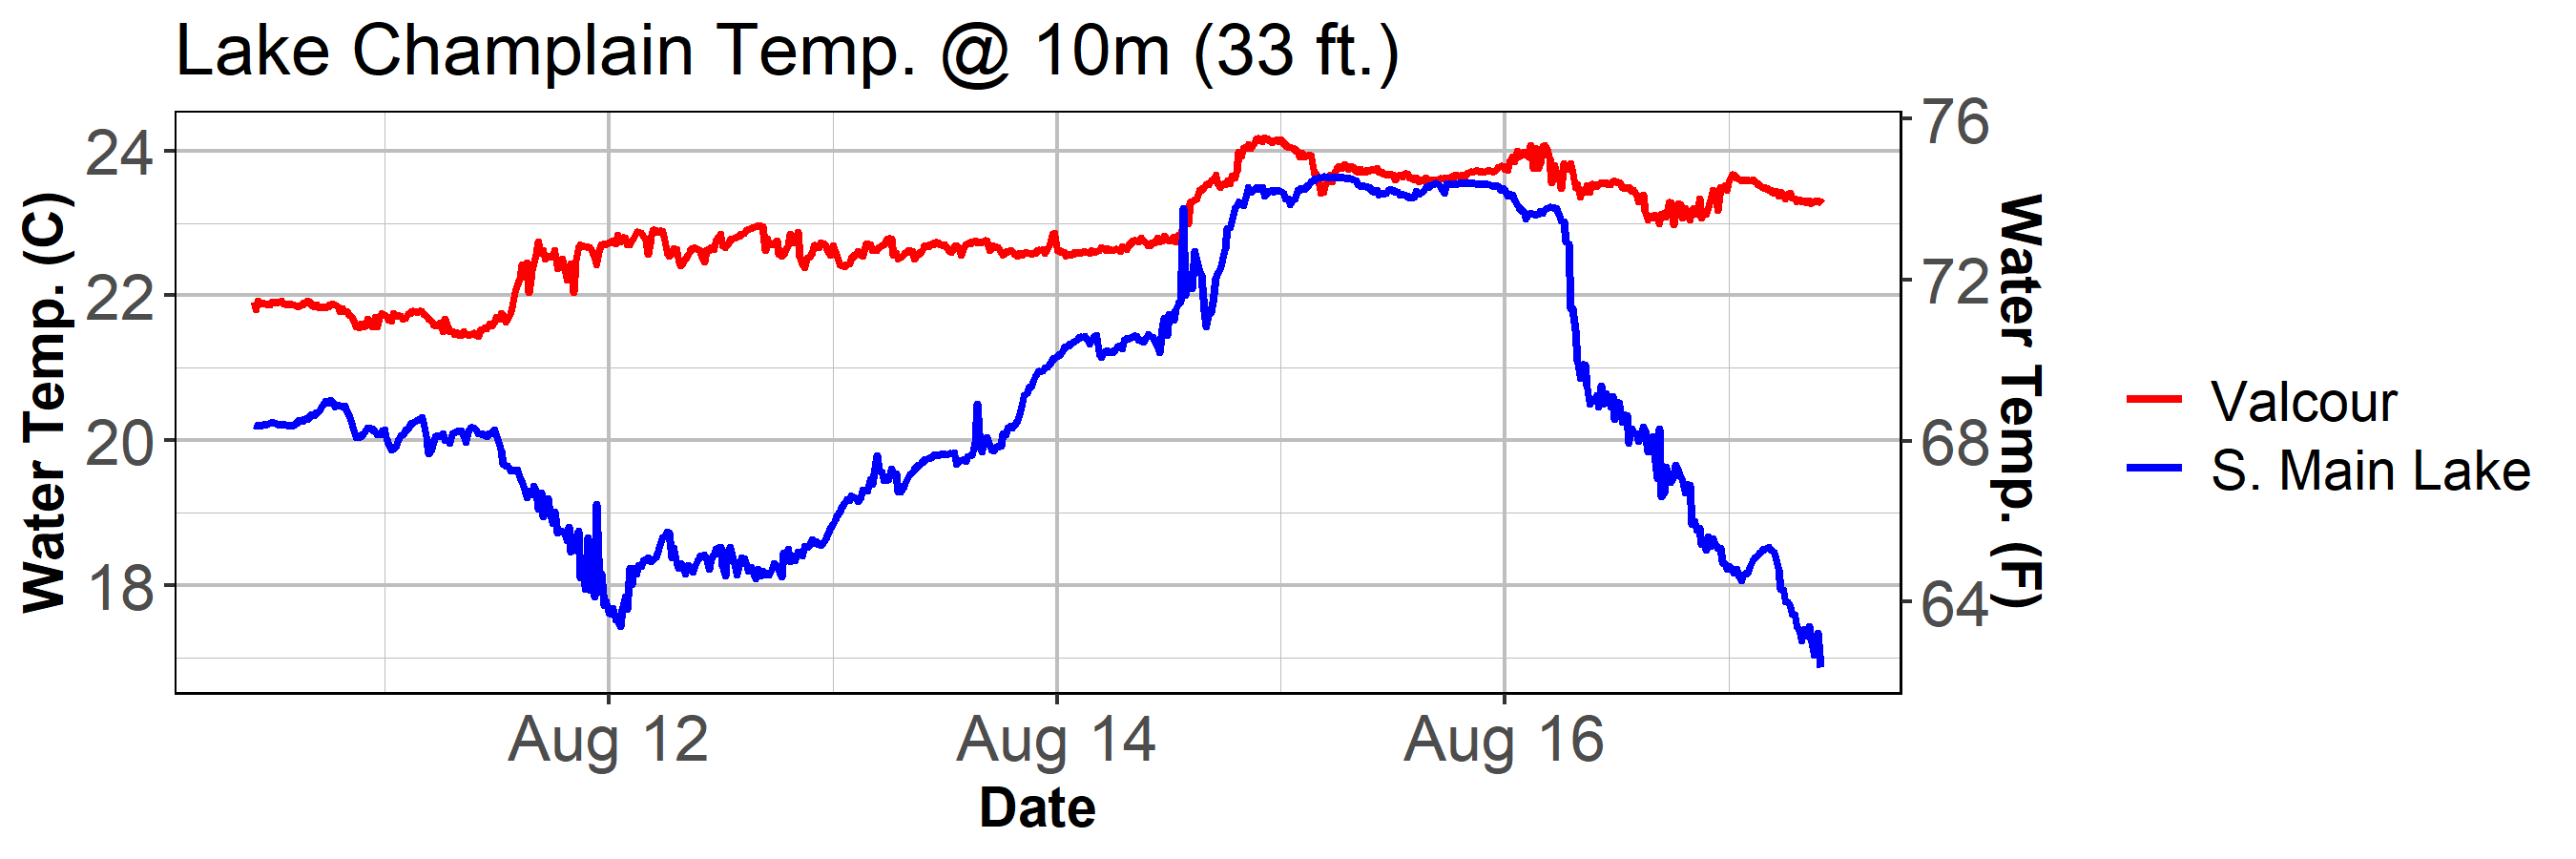 Lake Champlain Temp. @ 10m (33 ft.)
Water Temp. (C)
24
22
20
18
76
72
68
64
Water Temp. (F)
Aug 12
Aug 14
Aug 16
Date
Valcour
S. Main Lake